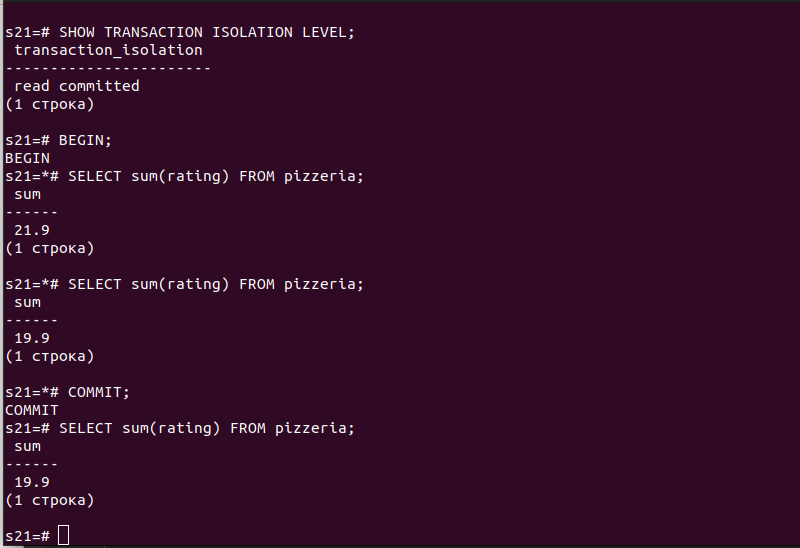 s21=# SHOW TRANSACTION ISOLATION LEVEL;
transaction_isolation
-----------------------
read committed
(1 строка)
s21=# BEGIN;
BEGIN
s21=*# SELECT sum(rating) FROM pizzeria;
sum
------
21.9
(1 строка)
s21=*# SELECT sum(rating) FROM pizzeria;
sum
------
19.9
(1 строка)
s21=*# COMMIT;
COMMIT
s21=# SELECT sum(rating) FROM pizzeria;
sum
------
19.9
(1 строка)
s21=#